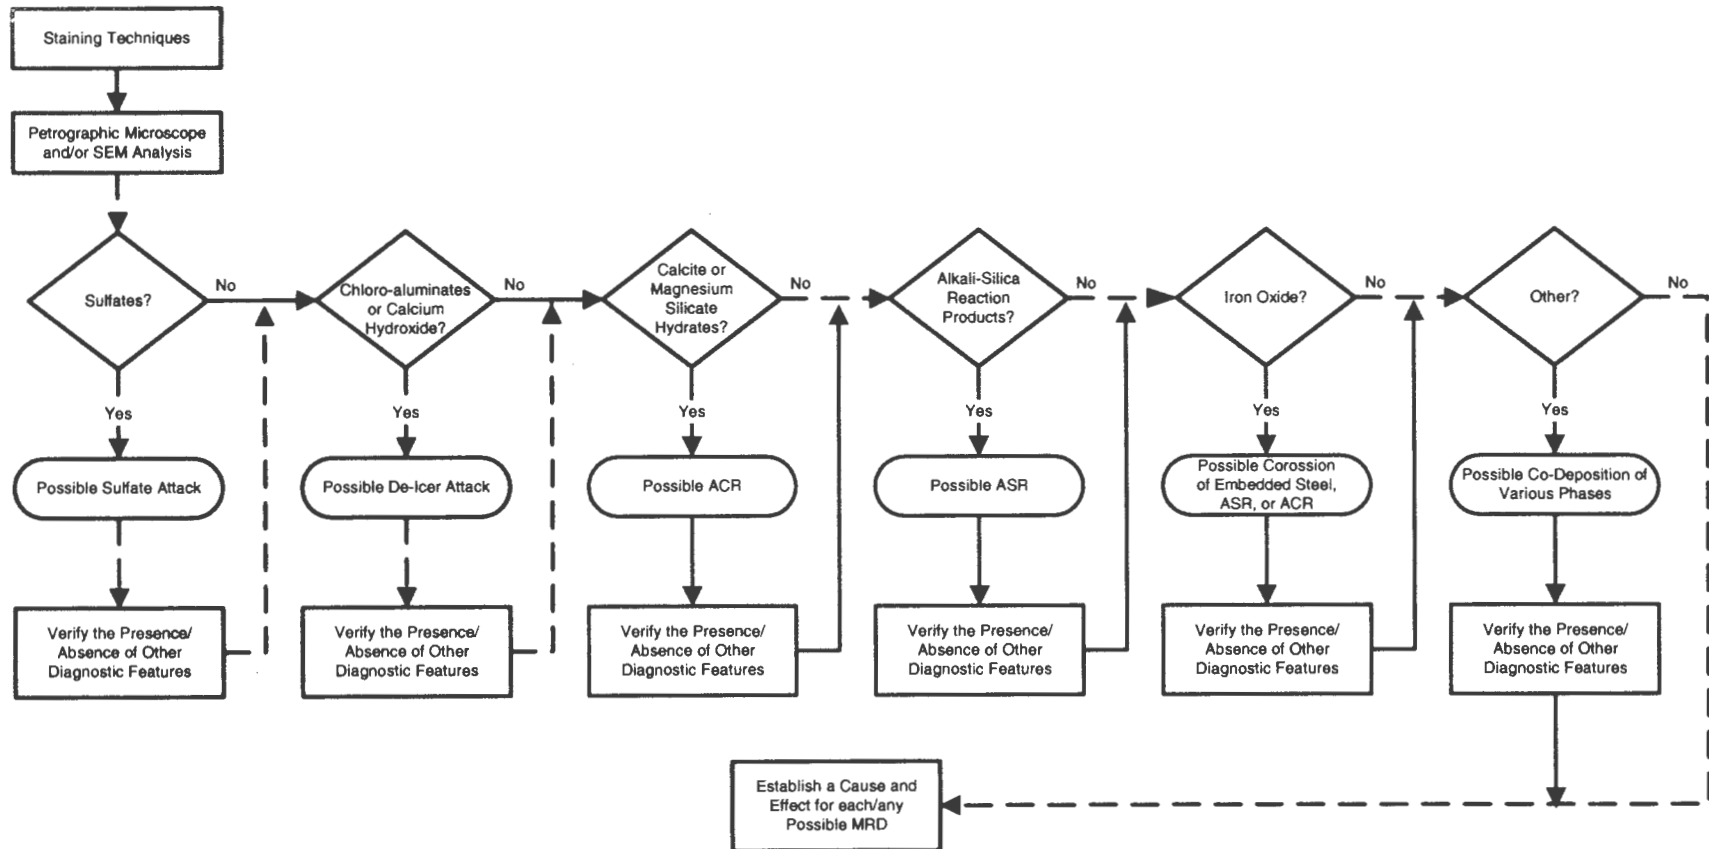 Staining Techniques
Petrographic Microscope
and/or SEM Analysis
Sulfates?
No
Yes
Possible Sulfate Attack
Verify the Presence/
Absence of Other
Diagnostic Features
Chloro-aluminates
or Calcium
Hydroxide?
No
Yes
Possible De-Icer Attack
Verify the Presence/
Absence of Other
Diagnostic Features
Calcite or
Magnesium
Silicate
Hydrates?
No
Yes
Possible ACR
Verify the Presence/
Absence of Other
Diagnostic Features
Alkali-Silica
Reaction
Products?
No
Yes
Possible ASR
Verify the Presence/
Absence of Other
Diagnostic Features
Iron Oxide?
No
Yes
Possible Corossion
of Embedded Steel,
ASR, or ACR
Verify the Presence/
Absence of Other
Diagnostic Features
Other?
No
Yes
Possible Co-Deposition of
Various Phases
Verify the Presence/
Absence of Other
Diagnostic Features
Establish a Cause and
Effect for each/any
Possible MRD